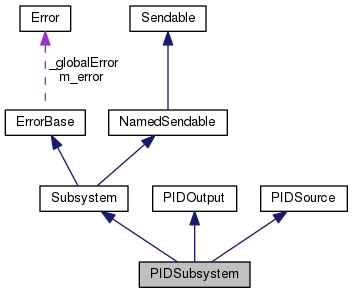 Error
Sendable
_globalError
m_error
ErrorBase
NamedSendable
Subsystem
PIDOutput
PIDSource
PIDSubsystem